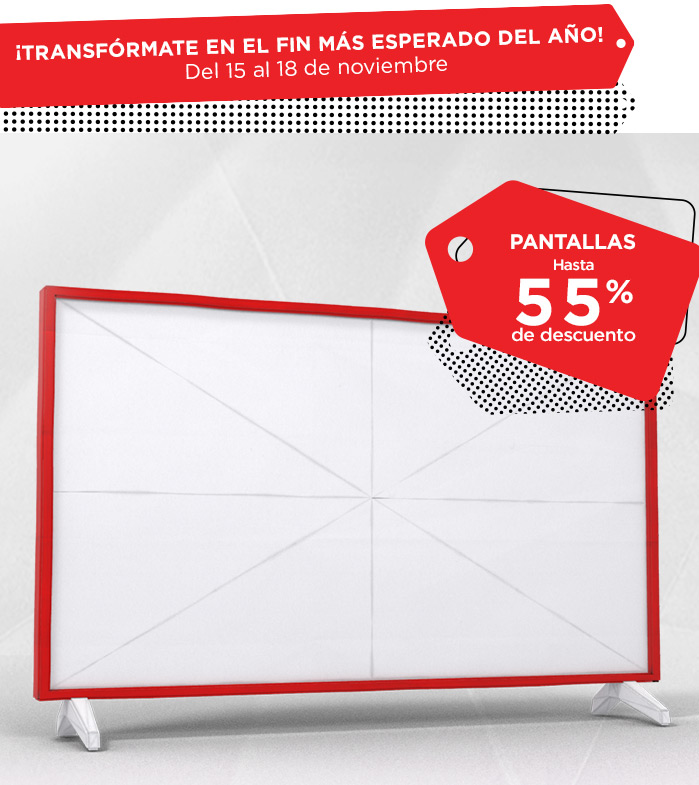 ¡TRANSFÓRMATE EN EL FIN MÁS ESPERADO DEL AÑO!
Del 15 al 18 de noviembre
PANTALLAS
Hasta
55%
de descuento